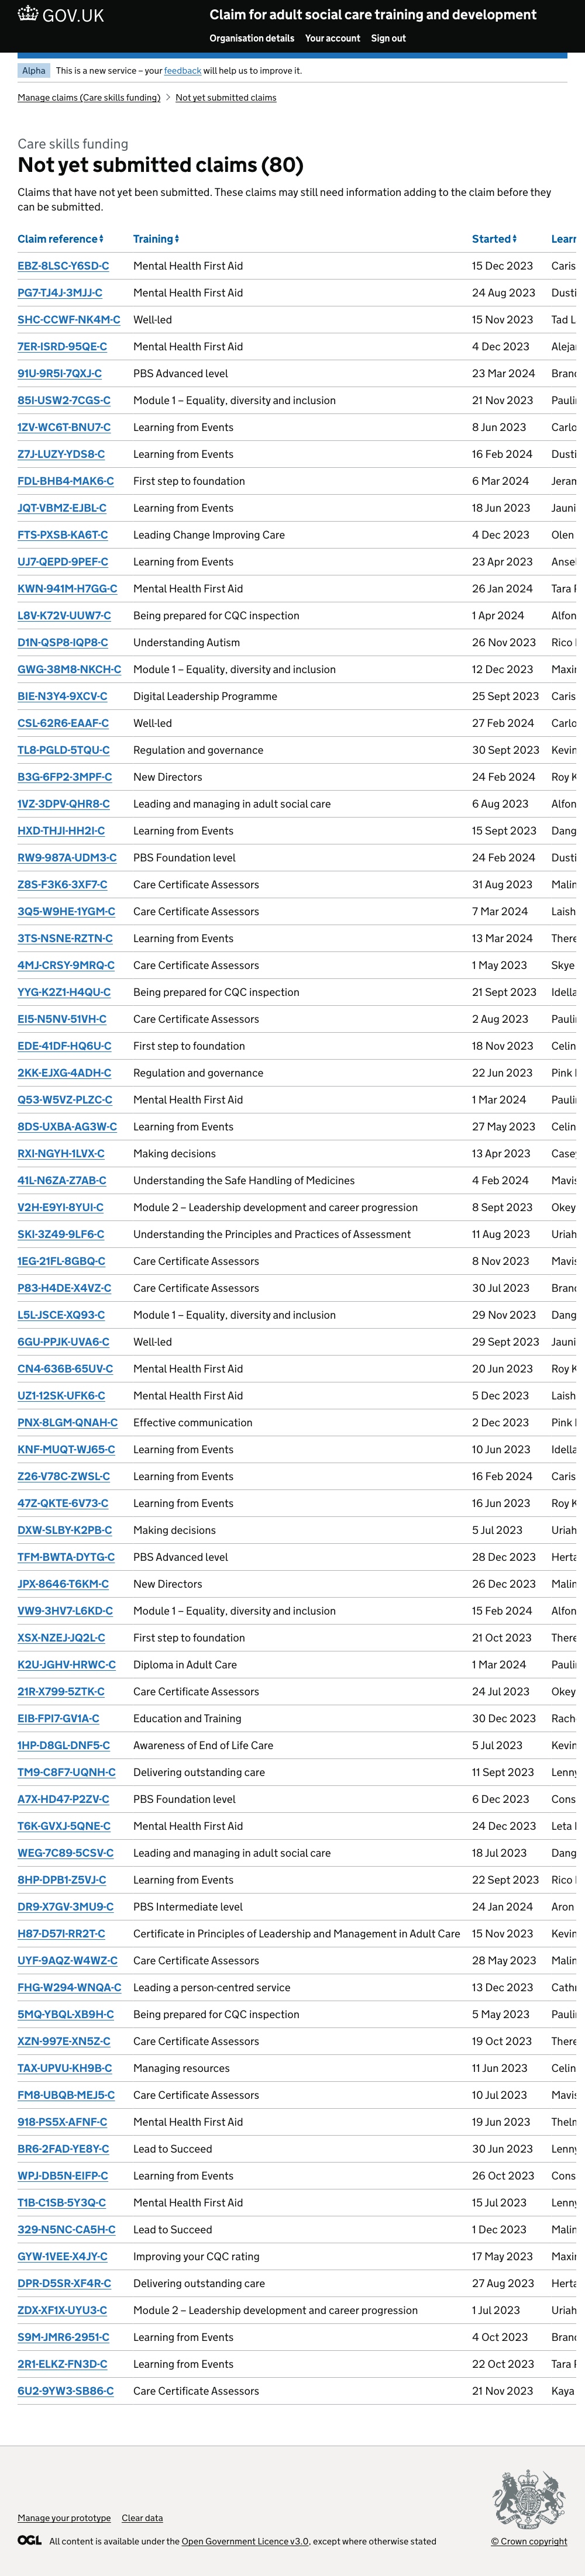 GOV.UK
Claim for adult social care training and development
Organisation details Your account Sign out
Alpha This is a new service – your feedback will help us to improve it.
Manage claims (Care skills funding) > Not yet submitted claims
Care skills funding
Not yet submitted claims (80)
Claims that have not yet been submitted. These claims may still need information adding to the claim before they
can be submitted.
Claim reference Training Started Learn
EBZ-8LSC-Y6SD-C Mental Health First Aid 15 Dec 2023 Caris
PG7-TJ4J-3MJJ-C Mental Health First Aid 24 Aug 2023 Dusti
SHC-CCWF-NK4M-C Well-led 15 Nov 2023 Tad L
7ER-ISRD-95QE-C Mental Health First Aid 4 Dec 2023 Aleja
91U-9R5I-7QXJ-C PBS Advanced level 23 Mar 2024 Branc
85I-USW2-7CGS-C Module 1 – Equality, diversity and inclusion 21 Nov 2023 Pauli
1ZV-WC6T-BNU7-C Learning from Events 8 Jun 2023 Carlo
Z7J-LUZY-YDS8-C Learning from Events 16 Feb 2024 Dusti
FDL-BHB4-MAK6-C First step to foundation 6 Mar 2024 Jeram
JQT-VBMZ-EJBL-C Learning from Events 18 Jun 2023 Jauni
FTS-PXSB-KA6T-C Leading Change Improving Care 4 Dec 2023 Olen
UJ7-QEPD-9PEF-C Learning from Events 23 Apr 2023 Ansel
KWN-941M-H7GG-C Mental Health First Aid 26 Jan 2024 Tara
L8V-K72V-UUW7-C Being prepared for CQC inspection 1 Apr 2024 Alfon
D1N-QSP8-IQP8-C Understanding Autism 26 Nov 2023 Rico
GWG-38M8-NKCH-C Module 1 – Equality, diversity and inclusion 12 Dec 2023 Maxi
BIE-N3Y4-9XCV-C Digital Leadership Programme 25 Sept 2023 Caris
CSL-62R6-EAAF-C Well-led 27 Feb 2024 Carlo
TL8-PGLD-5TQU-C Regulation and governance 30 Sept 2023 Kevin
B3G-6FP2-3MPF-C New Directors 24 Feb 2024 Roy K
1VZ-3DPV-QHR8-C Leading and managing in adult social care 6 Aug 2023 Alfon
HXD-THJI-HH2I-C Learning from Events 15 Sept 2023 Dang
RW9-987A-UDM3-C PBS Foundation level 24 Feb 2024 Dusti
Z8S-F3K6-3XF7-C Care Certificate Assessors 31 Aug 2023 Malin
3Q5-W9HE-1YGM-C Care Certificate Assessors 7 Mar 2024 Laish
3TS-NSNE-RZTN-C Learning from Events 13 Mar 2024 There
4MJ-CRSY-9MRQ-C Care Certificate Assessors 1 May 2023 Skye
YYG-K2Z1-H4QU-C Being prepared for CQC inspection 21 Sept 2023 Idella
EI5-N5NV-51VH-C Care Certificate Assessors 2 Aug 2023 Pauli
EDE-41DF-HQ6U-C First step to foundation 18 Nov 2023 Celin
2KK-EJXG-4ADH-C Regulation and governance 22 Jun 2023 Pink
Q53-W5VZ-PLZC-C Mental Health First Aid 1 Mar 2024 Pauli
8DS-UXBA-AG3W-C Learning from Events 27 May 2023 Celin
RXI-NGYH-1LVX-C Making decisions 13 Apr 2023 Casey
41L-N6ZA-Z7AB-C Understanding the Safe Handling of Medicines 4 Feb 2024 Mavis
V2H-E9YI-8YUI-C Module 2 – Leadership development and career progression 8 Sept 2023 Okey
SKI-3Z49-9LF6-C Understanding the Principles and Practices of Assessment 11 Aug 2023 Uriah
1EG-21FL-8GBQ-C Care Certificate Assessors 8 Nov 2023 Mavis
P83-H4DE-X4VZ-C Care Certificate Assessors 30 Jul 2023 Branc
L5L-JSCE-XQ93-C Module 1 – Equality, diversity and inclusion 29 Nov 2023 Dang
6GU-PPJK-UVA6-C Well-led 29 Sept 2023 Jauni
CN4-636B-65UV-C Mental Health First Aid 20 Jun 2023 Roy K
UZ1-12SK-UFK6-C Mental Health First Aid 5 Dec 2023 Laish
PNX-8LGM-QNAH-C Effective communication 2 Dec 2023 Pink
KNF-MUQT-WJ65-C Learning from Events 10 Jun 2023 Idella
Z26-V78C-ZWSL-C Learning from Events 16 Feb 2024 Caris
47Z-QKTE-6V73-C Learning from Events 16 Jun 2023 Roy K
DXW-SLBY-K2PB-C Making decisions 5 Jul 2023 Uriah
TFM-BWTA-DYTG-C PBS Advanced level 28 Dec 2023 Herta
JPX-8646-T6KM-C New Directors 26 Dec 2023 Malin
VW9-3HV7-L6KD-C Module 1 – Equality, diversity and inclusion 15 Feb 2024 Alfon
XSX-NZEJ-JQ2L-C First step to foundation 21 Oct 2023 There
K2U-JGHV-HRWC-C Diploma in Adult Care 1 Mar 2024 Pauli
21R-X799-5ZTK-C Care Certificate Assessors 24 Jul 2023 Okey
EIB-FPI7-GV1A-C Education and Training 30 Dec 2023 Rach
1HP-D8GL-DNF5-C Awareness of End of Life Care 5 Jul 2023 Kevin
TM9-C8F7-UQNH-C Delivering outstanding care 11 Sept 2023 Lenny
A7X-HD47-P2ZV-C PBS Foundation level 6 Dec 2023 Cons
T6K-GVXJ-5QNE-C Mental Health First Aid 24 Dec 2023 Leta
WEG-7C89-5CSV-C Leading and managing in adult social care 18 Jul 2023 Dang
8HP-DPB1-Z5VJ-C Learning from Events 22 Sept 2023 Rico
DR9-X7GV-3MU9-C PBS Intermediate level 24 Jan 2024 Aron
H87-D57I-RR2T-C Certificate in Principles of Leadership and Management in Adult Care 15 Nov 2023 Kevin
UYF-9AQZ-W4WZ-C Care Certificate Assessors 28 May 2023 Malin
FHG-W294-WNQA-C Leading a person-centred service 13 Dec 2023 Cathr
5MQ-YBQL-XB9H-C Being prepared for CQC inspection 5 May 2023 Pauli
XZN-997E-XN5Z-C Care Certificate Assessors 19 Oct 2023 There
TAX-UPVU-KH9B-C Managing resources 11 Jun 2023 Celin
FM8-UBQB-MEJ5-C Care Certificate Assessors 10 Jul 2023 Mavis
918-PS5X-AFNF-C Mental Health First Aid 19 Jun 2023 Thelm
BR6-2FAD-YE8Y-C Lead to Succeed 30 Jun 2023 Lenny
WPJ-DB5N-EIFP-C Learning from Events 26 Oct 2023 Cons
T1B-C1SB-5Y3Q-C Mental Health First Aid 15 Jul 2023 Lenny
329-N5NC-CA5H-C Lead to Succeed 1 Dec 2023 Malin
GYW-1VEE-X4JY-C Improving your CQC rating 17 May 2023 Maxi
DPR-D5SR-XF4R-C Delivering outstanding care 27 Aug 2023 Herta
ZDX-XF1X-UYU3-C Module 2 – Leadership development and career progression 1 Jul 2023 Uriah
S9M-JMR6-2951-C Learning from Events 4 Oct 2023 Branc
2R1-ELKZ-FN3D-C Learning from Events 22 Oct 2023 Tara
6U2-9YW3-SB86-C Care Certificate Assessors 21 Nov 2023 Kaya
Manage your prototype Clear data
OGL All content is available under the Open Government Licence v3.0, except where otherwise stated
© Crown copyright